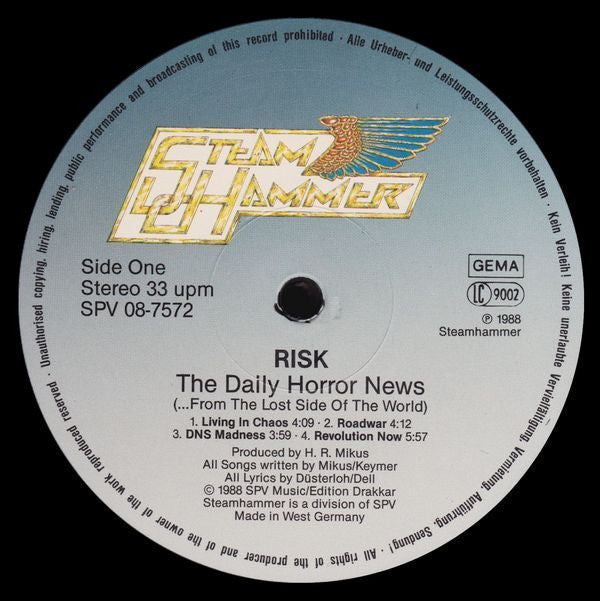 Unauthorised copying, hiring, lending, public performance and broadcasting of this record prohibited · Alle Urheber- und Leistungsschutzrechte vorbehalten · Kein Verleih! Keine unerlaubte Vervielfältigung, Vermietung, Aufführung, Sendung! · All rights of the producer and of the owner of the work reproduced reserved ·
STEAM
HAMMER
Side One
Stereo 33 upm
SPV 08-7572
GEMA
LC 9002
℗ 1988
Steamhammer
RISK
The Daily Horror News
(...From The Lost Side Of The World)
1. Living In Chaos 4:09 · 2. Roadwar 4:12
3. DNS Madness 3:59 · 4. Revolution Now 5:57
Produced by H. R. Mikus
All Songs written by Mikus/Keymer
All Lyrics by Düsterloh/Dell
© 1988 SPV Music/Edition Drakkar
Steamhammer is a division of SPV
Made in West Germany